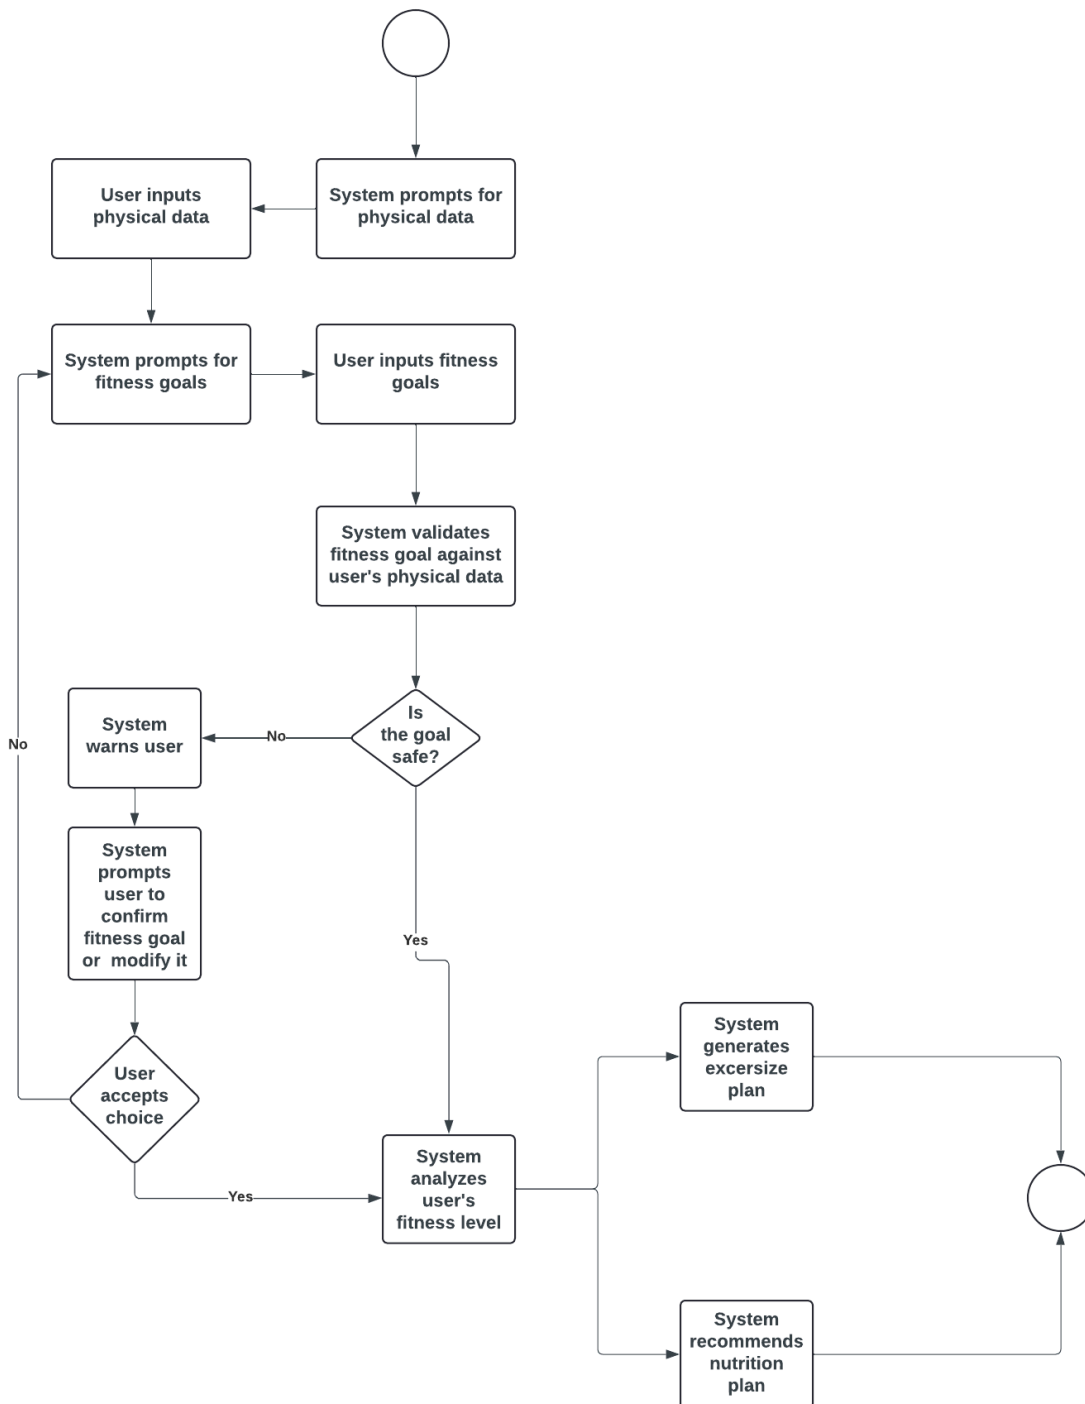 User inputs
physical data
System prompts for
physical data
System prompts for
fitness goals
User inputs fitness
goals
System validates
fitness goal against
user's physical data
Is
the goal
safe?
No
System
warns user
No
System
prompts
user to
confirm
fitness goal
or modify it
Yes
User
accepts
choice
Yes
System
analyzes
user's
fitness level
System
generates
excersize
plan
System
recommends
nutrition
plan